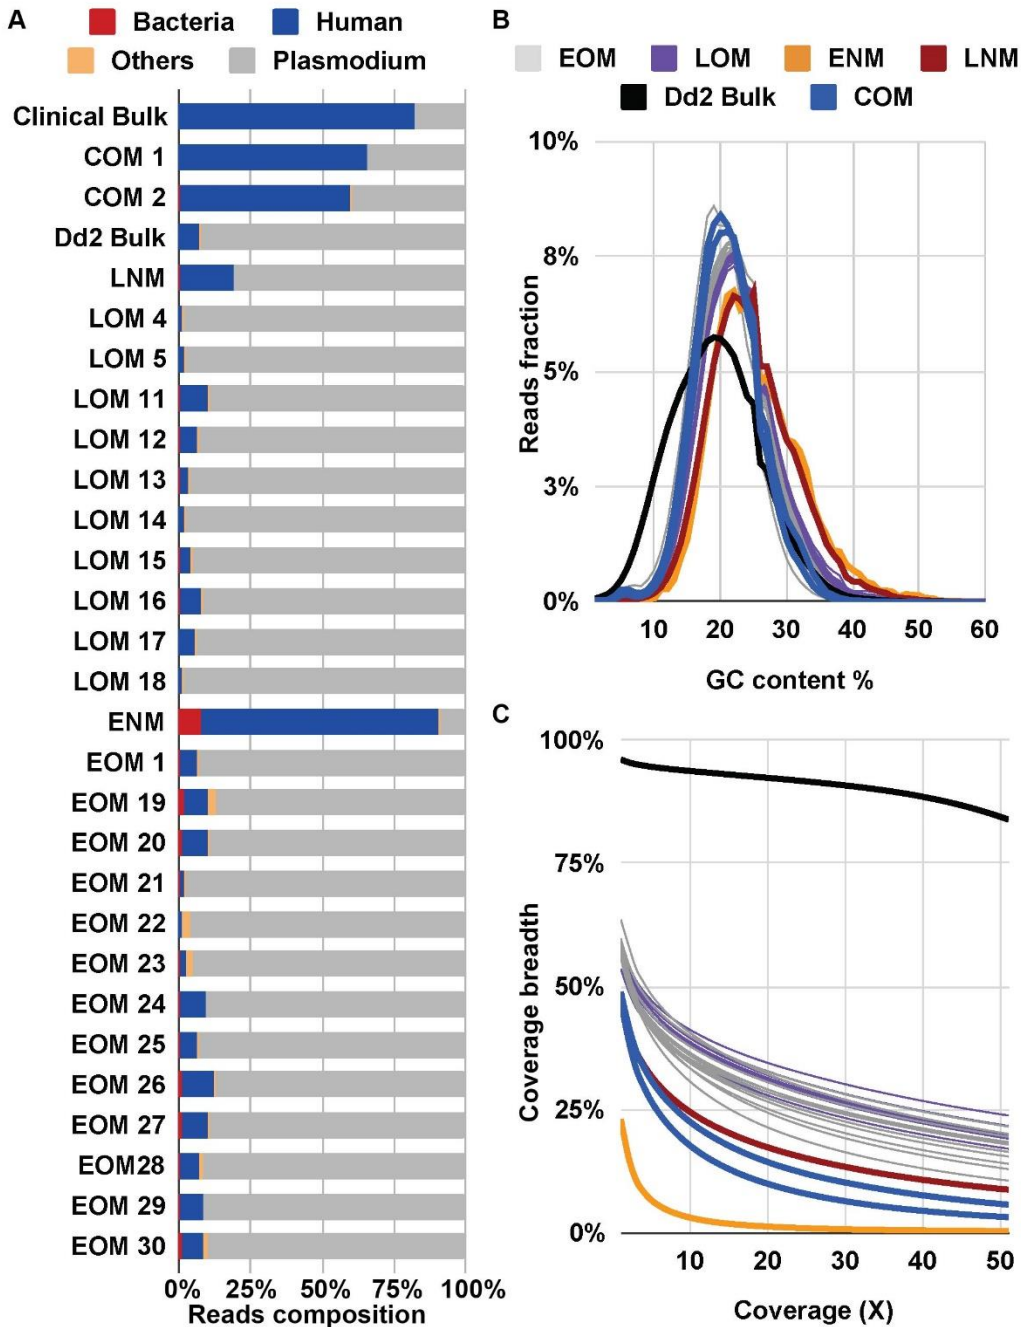 A
Bacteria Human
Others Plasmodium
Clinical Bulk
COM 1
COM 2
Dd2 Bulk
LNM
LOM 4
LOM 5
LOM 11
LOM 12
LOM 13
LOM 14
LOM 15
LOM 16
LOM 17
LOM 18
ENM
EOM 1
EOM 19
EOM 20
EOM 21
EOM 22
EOM 23
EOM 24
EOM 25
EOM 26
EOM 27
EOM28
EOM 29
EOM 30
0% 25% 50% 75% 100%
Reads composition
B
EOM LOM ENM LNM
Dd2 Bulk COM
10%
8%
5%
3%
0%
Reads fraction
10 20 30 40 50 60
GC content %
C
100%
75%
50%
25%
0%
Coverage breadth
10 20 30 40 50
Coverage (X)